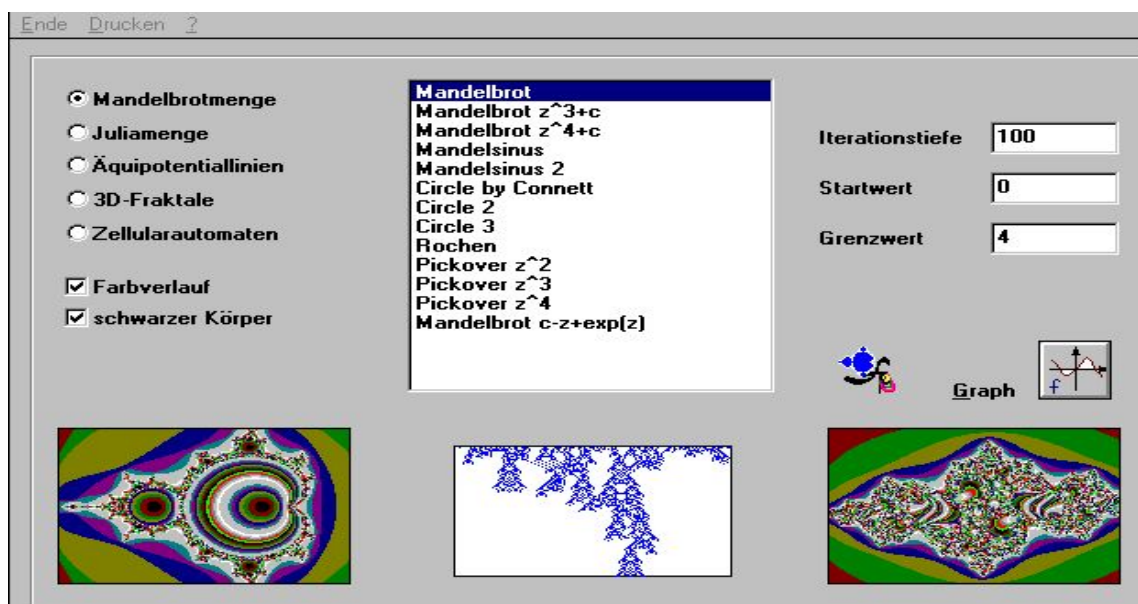 Ende Drucken ?
Mandelbrotmenge
Juliamenge
Äquipotentiallinien
3D-Fraktale
Zellularautomaten
Farbverlauf
schwarzer Körper
Mandelbrot
Mandelbrot z^3+c
Mandelbrot z^4+c
Mandelsinus
Mandelsinus 2
Circle by Connett
Circle 2
Circle 3
Rochen
Pickover z^2
Pickover z^3
Pickover z^4
Mandelbrot c-z+exp(z)
Iterationstiefe 100
Startwert 0
Grenzwert 4
Graph
f